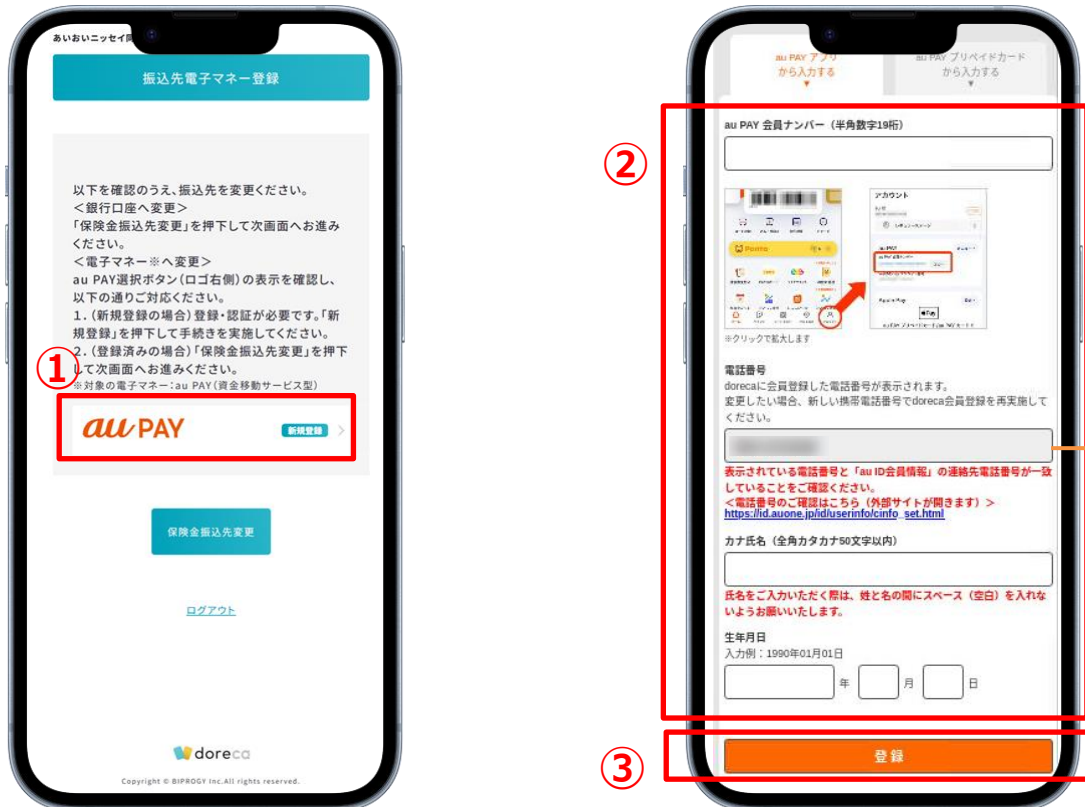 あいおいニッセイ同
振込先電子マネー登録
以下を確認のうえ、振込先を変更ください。
＜銀行口座へ変更＞
「保険金振込先変更」を押下して次画面へお進み
ください。
＜電子マネー※へ変更＞
au PAY選択ボタン（ロゴ右側）の表示を確認し、
以下の通りご対応ください。
1．（新規登録の場合）登録・認証が必要です。「新
規登録」を押下して手続きを実施してください。
2．（登録済みの場合）「保険金振込先変更」を押下
して次画面へお進みください。
※対象の電子マネー：au PAY（資金移動サービス型）
①
au PAY
新規登録
保険金振込先変更
ログアウト
doreca
Copyright © BIPROGY Inc.All rights reserved.
au PAY アプリ
から入力する
▼
au PAY プリペイドカード
から入力する
▼
②
au PAY 会員ナンバー（半角数字19桁）
Ponta
アカウント
au PAY
Apple Pay
Pay
※クリックで拡大します
電話番号
dorecaに会員登録した電話番号が表示されます。
変更したい場合、新しい携帯電話番号でdoreca会員登録を再実施して
ください。
表示されている電話番号と「au ID会員情報」の連絡先電話番号が一致
していることをご確認ください。
＜電話番号のご確認はこちら（外部サイトが開きます）＞
https://id.auone.jp/id/userinfo/cinfo_set.html
カナ氏名（全角カタカナ50文字以内）
氏名をご入力いただく際は、姓と名の間にスペース（空白）を入れな
いようお願いいたします。
生年月日
入力例：1990年01月01日
年 月 日
③
登録